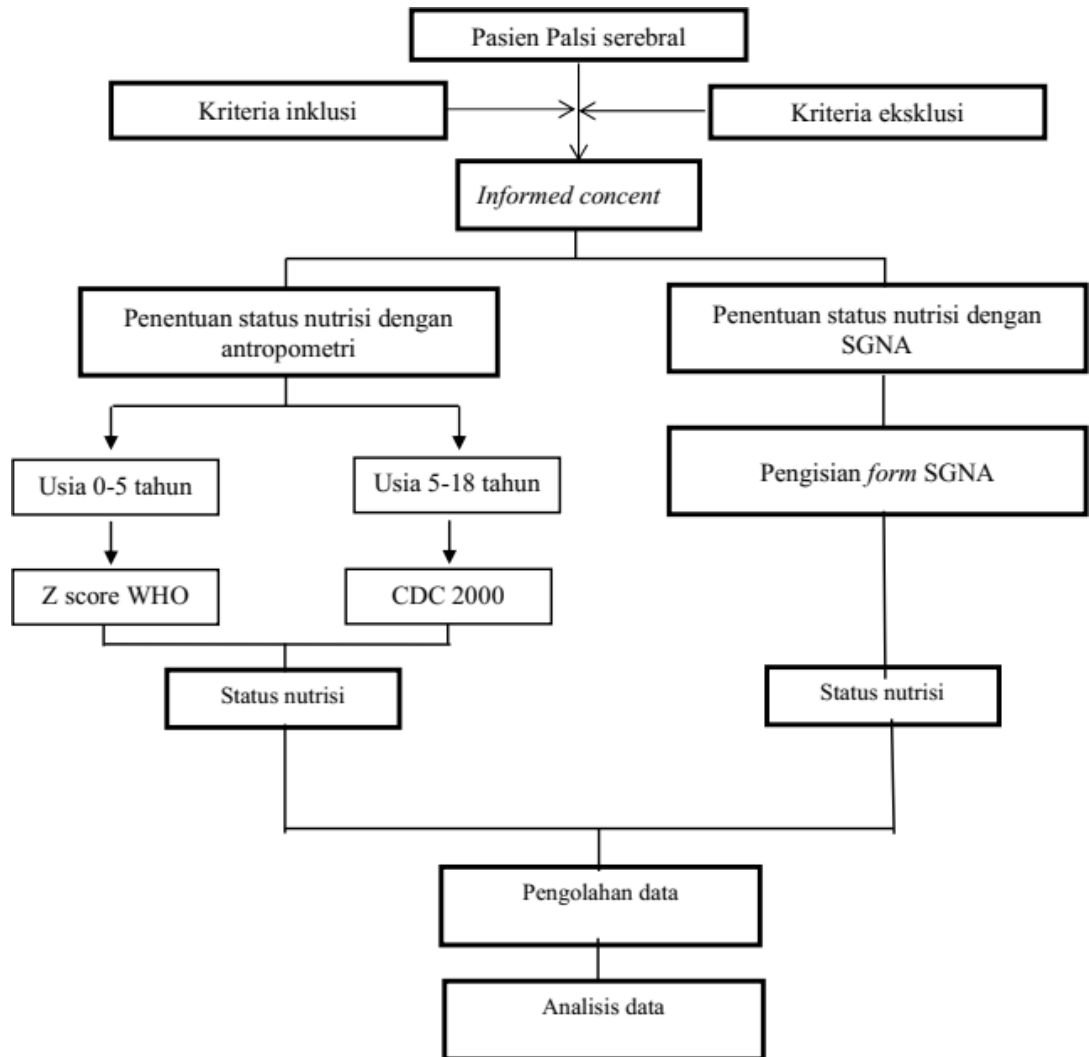 Pasien Palsi serebral
Kriteria inklusi
Kriteria eksklusi
Informed concent
Penentuan status nutrisi dengan
antropometri
Penentuan status nutrisi dengan
SGNA
Usia 0-5 tahun
Usia 5-18 tahun
Pengisian form SGNA
Z score WHO
CDC 2000
Status nutrisi
Status nutrisi
Pengolahan data
Analisis data